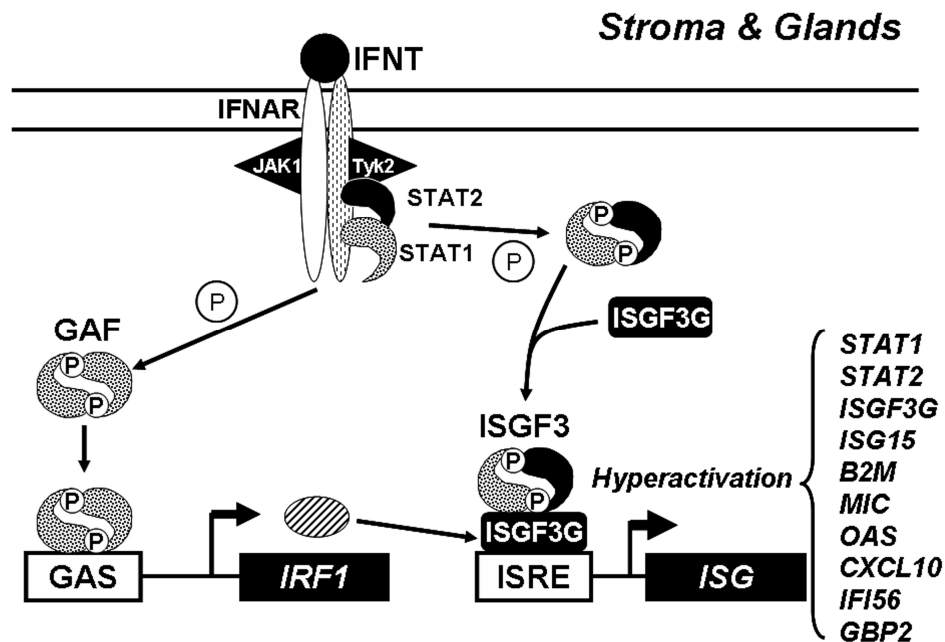 Stroma & Glands
IFNT
IFNAR
JAK1
Tyk2
STAT2
STAT1
P
P
P
P
ISGF3G
GAF
P
P
ISGF3
P
P
ISGF3G
P
P
GAS
IRF1
ISRE
ISG
Hyperactivation
STAT1
STAT2
ISGF3G
ISG15
B2M
MIC
OAS
CXCL10
IFI56
GBP2